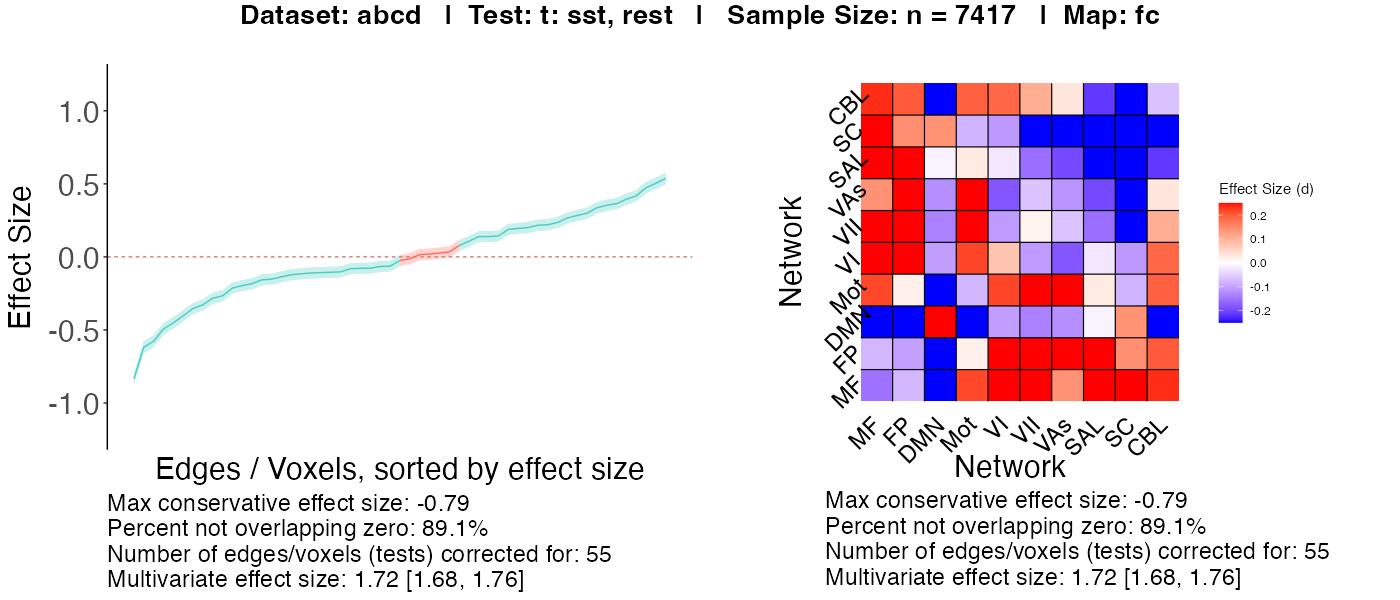 Dataset: abcd | Test: t: sst, rest | Sample Size: n = 7417 | Map: fc
Effect Size
1.0
0.5
0.0
-0.5
-1.0
Edges / Voxels, sorted by effect size
Max conservative effect size: -0.79
Percent not overlapping zero: 89.1%
Number of edges/voxels (tests) corrected for: 55
Multivariate effect size: 1.72 [1.68, 1.76]
Network
CBL
SC
SAL
VAs
VII
VI
Mot
DMN
FP
MF
MF FP DMN Mot VI VII VAs SAL SC CBL
Network
Effect Size (d)
0.2
0.1
0.0
-0.1
-0.2
Max conservative effect size: -0.79
Percent not overlapping zero: 89.1%
Number of edges/voxels (tests) corrected for: 55
Multivariate effect size: 1.72 [1.68, 1.76]